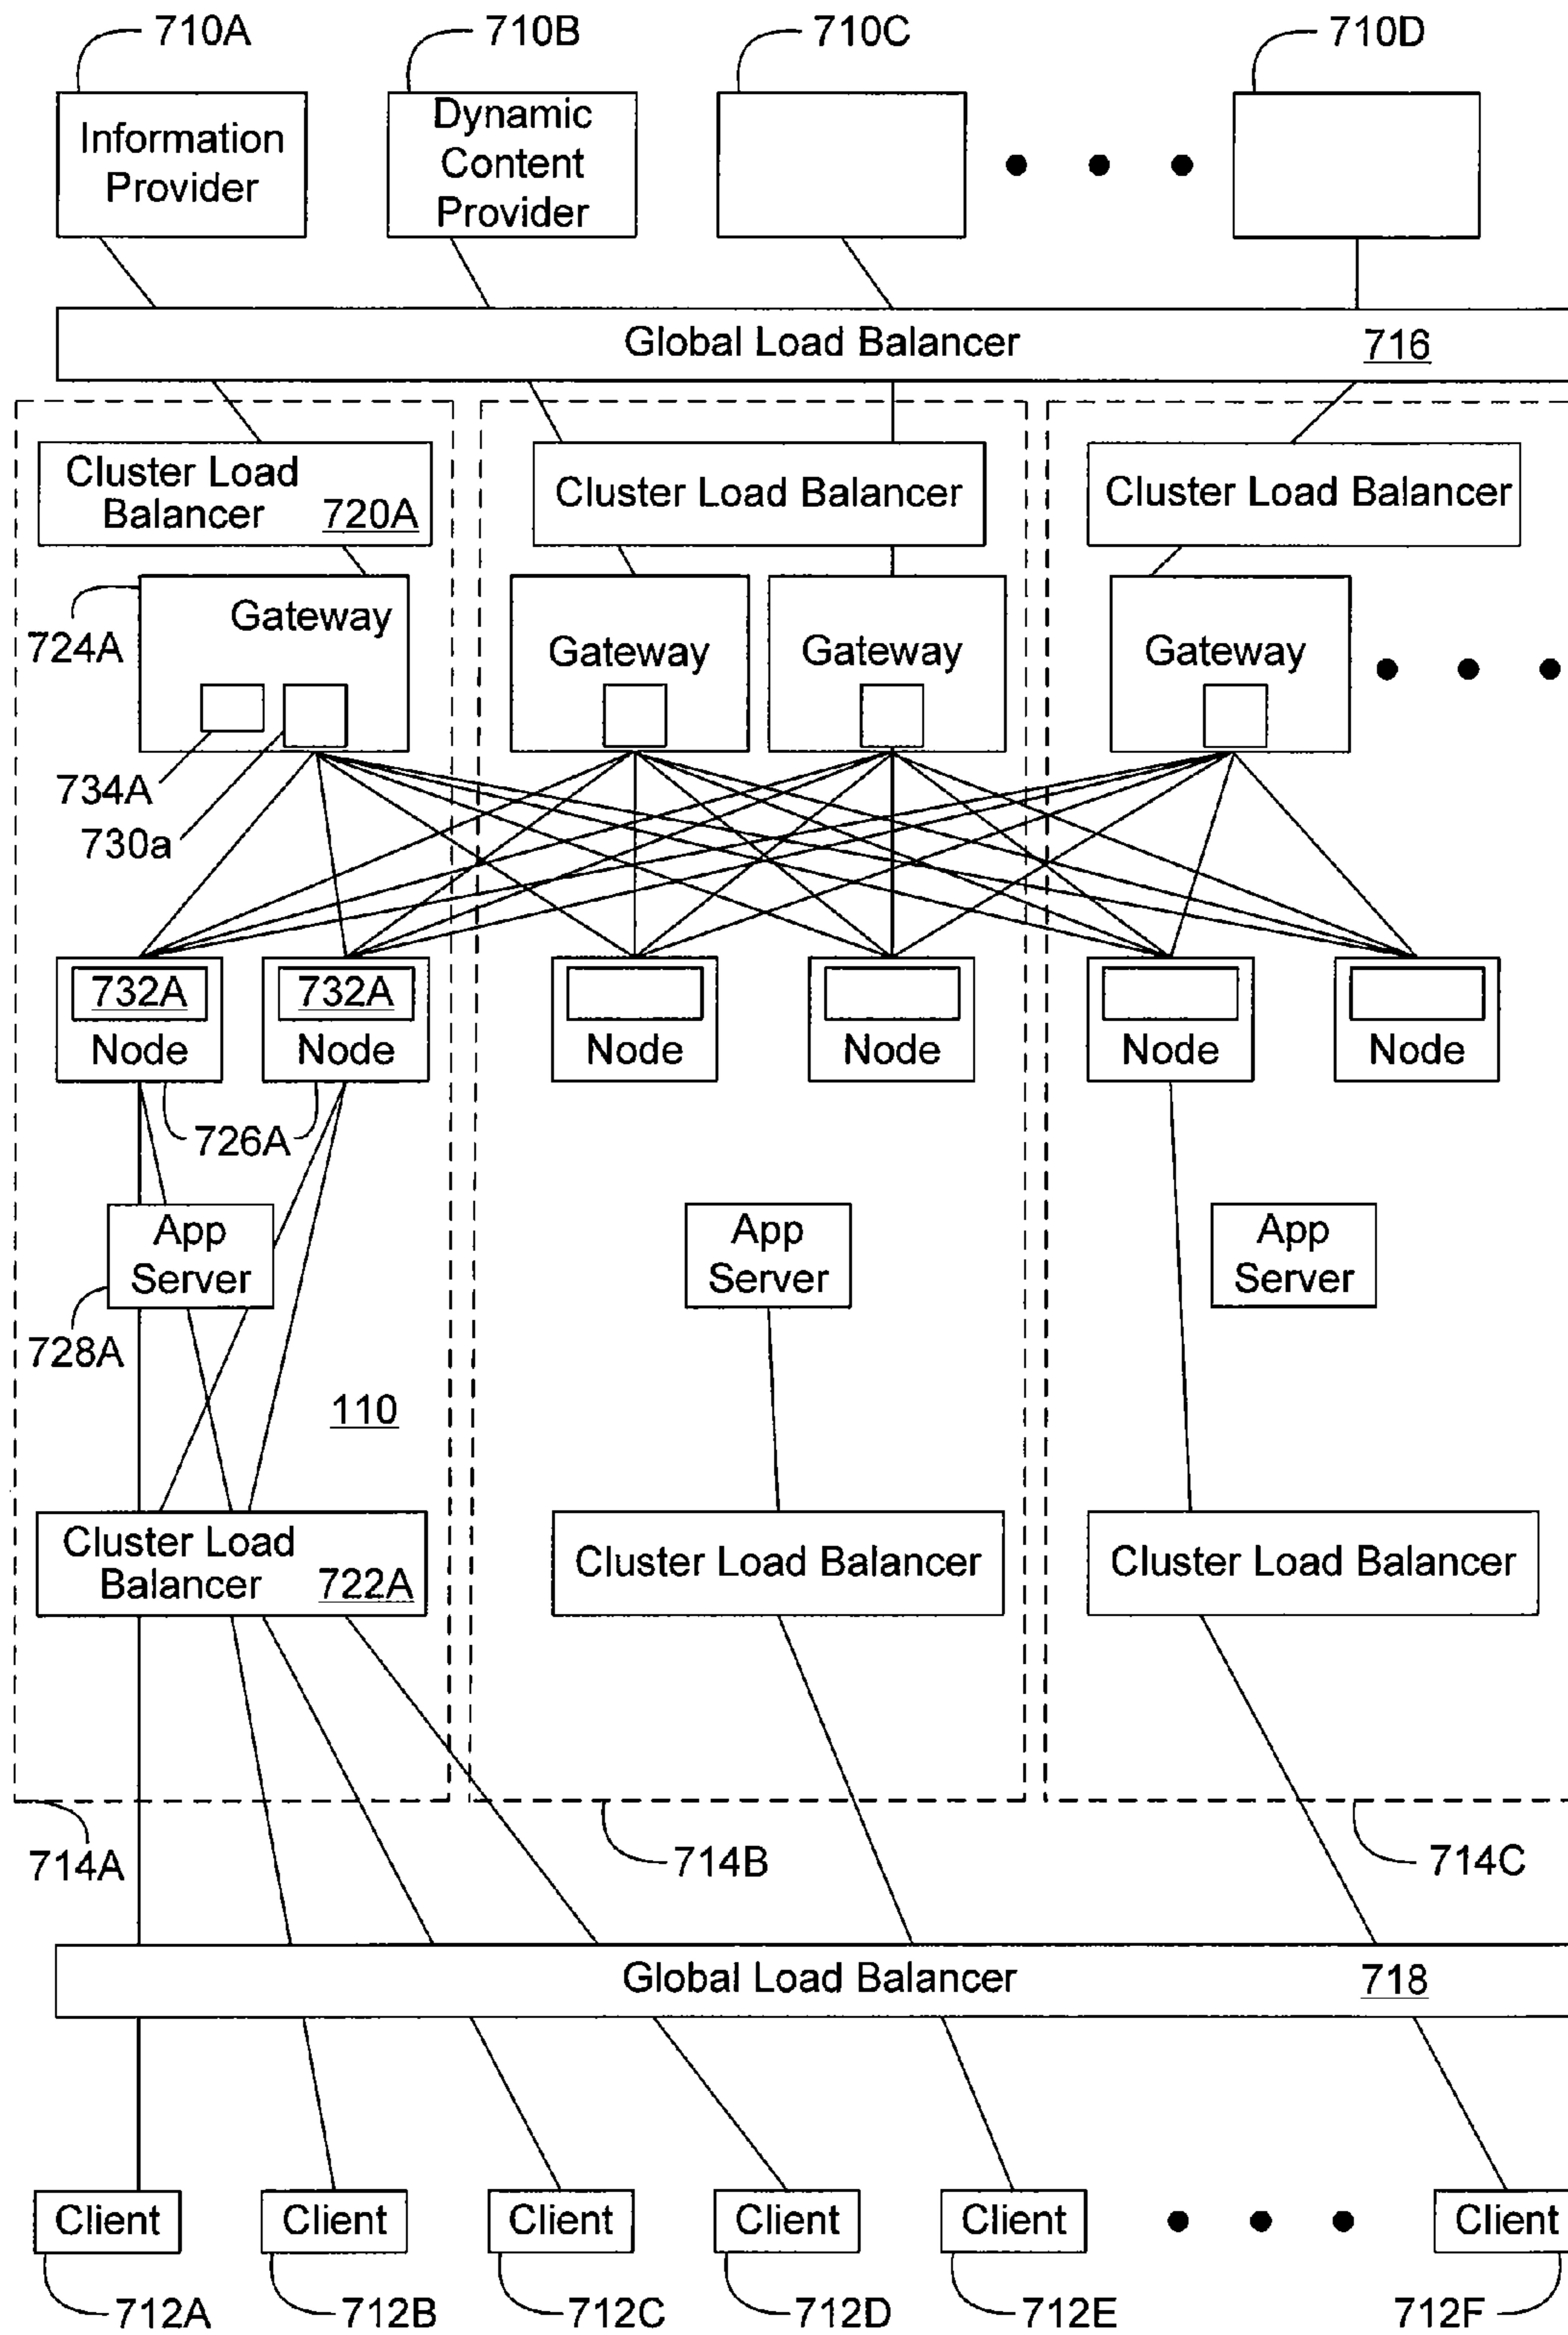 710A
710B
710C
710D
Information
Provider
Dynamic
Content
Provider
Global Load Balancer
716
Cluster Load
Balancer
720A
Cluster Load Balancer
Cluster Load Balancer
724A
Gateway
Gateway
Gateway
Gateway
734A
730a
732A
Node
732A
Node
Node
Node
Node
Node
726A
App
Server
App
Server
App
Server
728A
110
Cluster Load
Balancer
722A
Cluster Load Balancer
Cluster Load Balancer
714A
714B
714C
Global Load Balancer
718
Client
Client
Client
Client
Client
Client
712A
712B
712C
712D
712E
712F